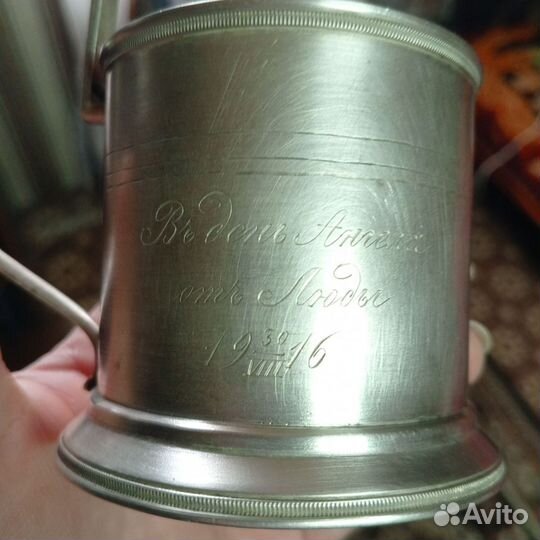 Въ день Ангела
отъ Люды
19 30/VIII 16
Avito